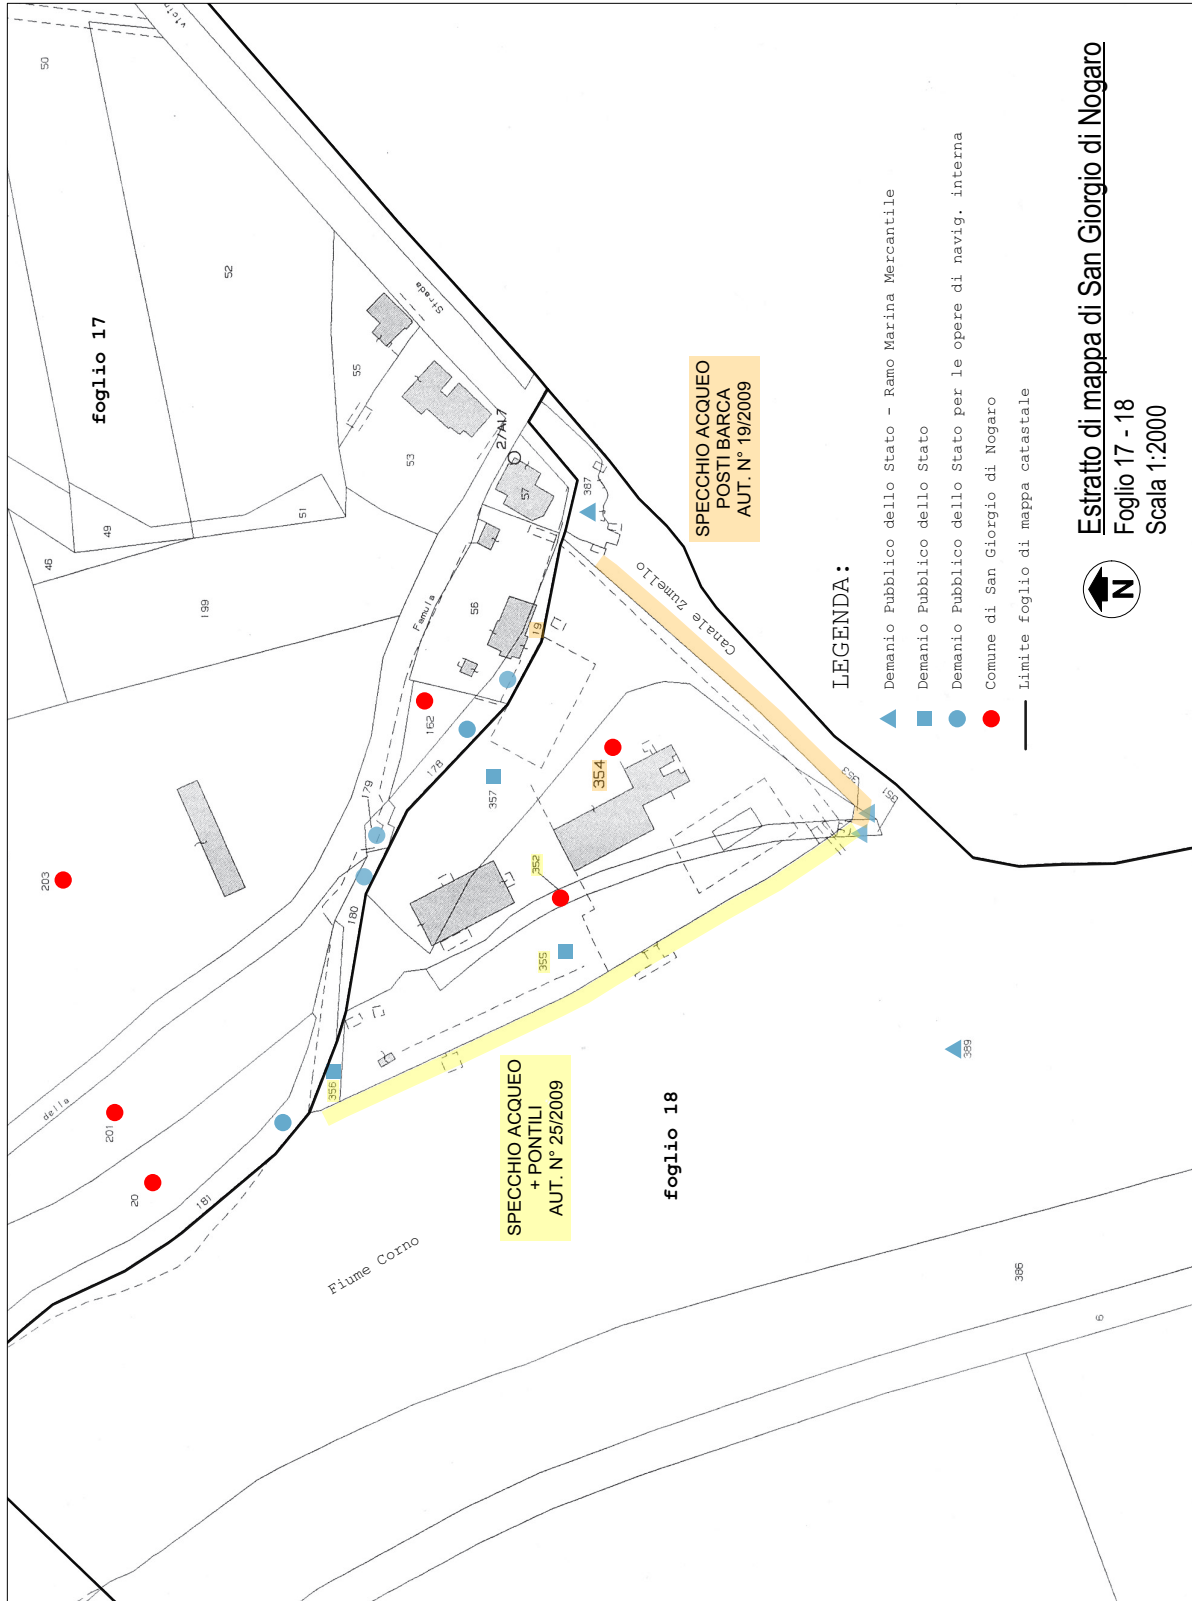 Estratto di mappa di San Giorgio di Nogaro
Foglio 17 - 18
Scala 1:2000
N
LEGENDA:
Demanio Pubblico dello Stato - Ramo Marina Mercantile
Demanio Pubblico dello Stato
Demanio Pubblico dello Stato per le opere di navig. interna
Comune di San Giorgio di Nogaro
Limite foglio di mappa catastale
SPECCHIO ACQUEO
POSTI BARCA
AUT. N° 19/2009
SPECCHIO ACQUEO
+ PONTILI
AUT. N° 25/2009
foglio 17
foglio 18
Fiume Corno
Canale Zumello
Strada
Famula
della
50
52
55
53
51
49
46
199
57
56
19
387
162
178
179
180
357
354
352
355
356
353
351
389
386
6
203
201
20
181